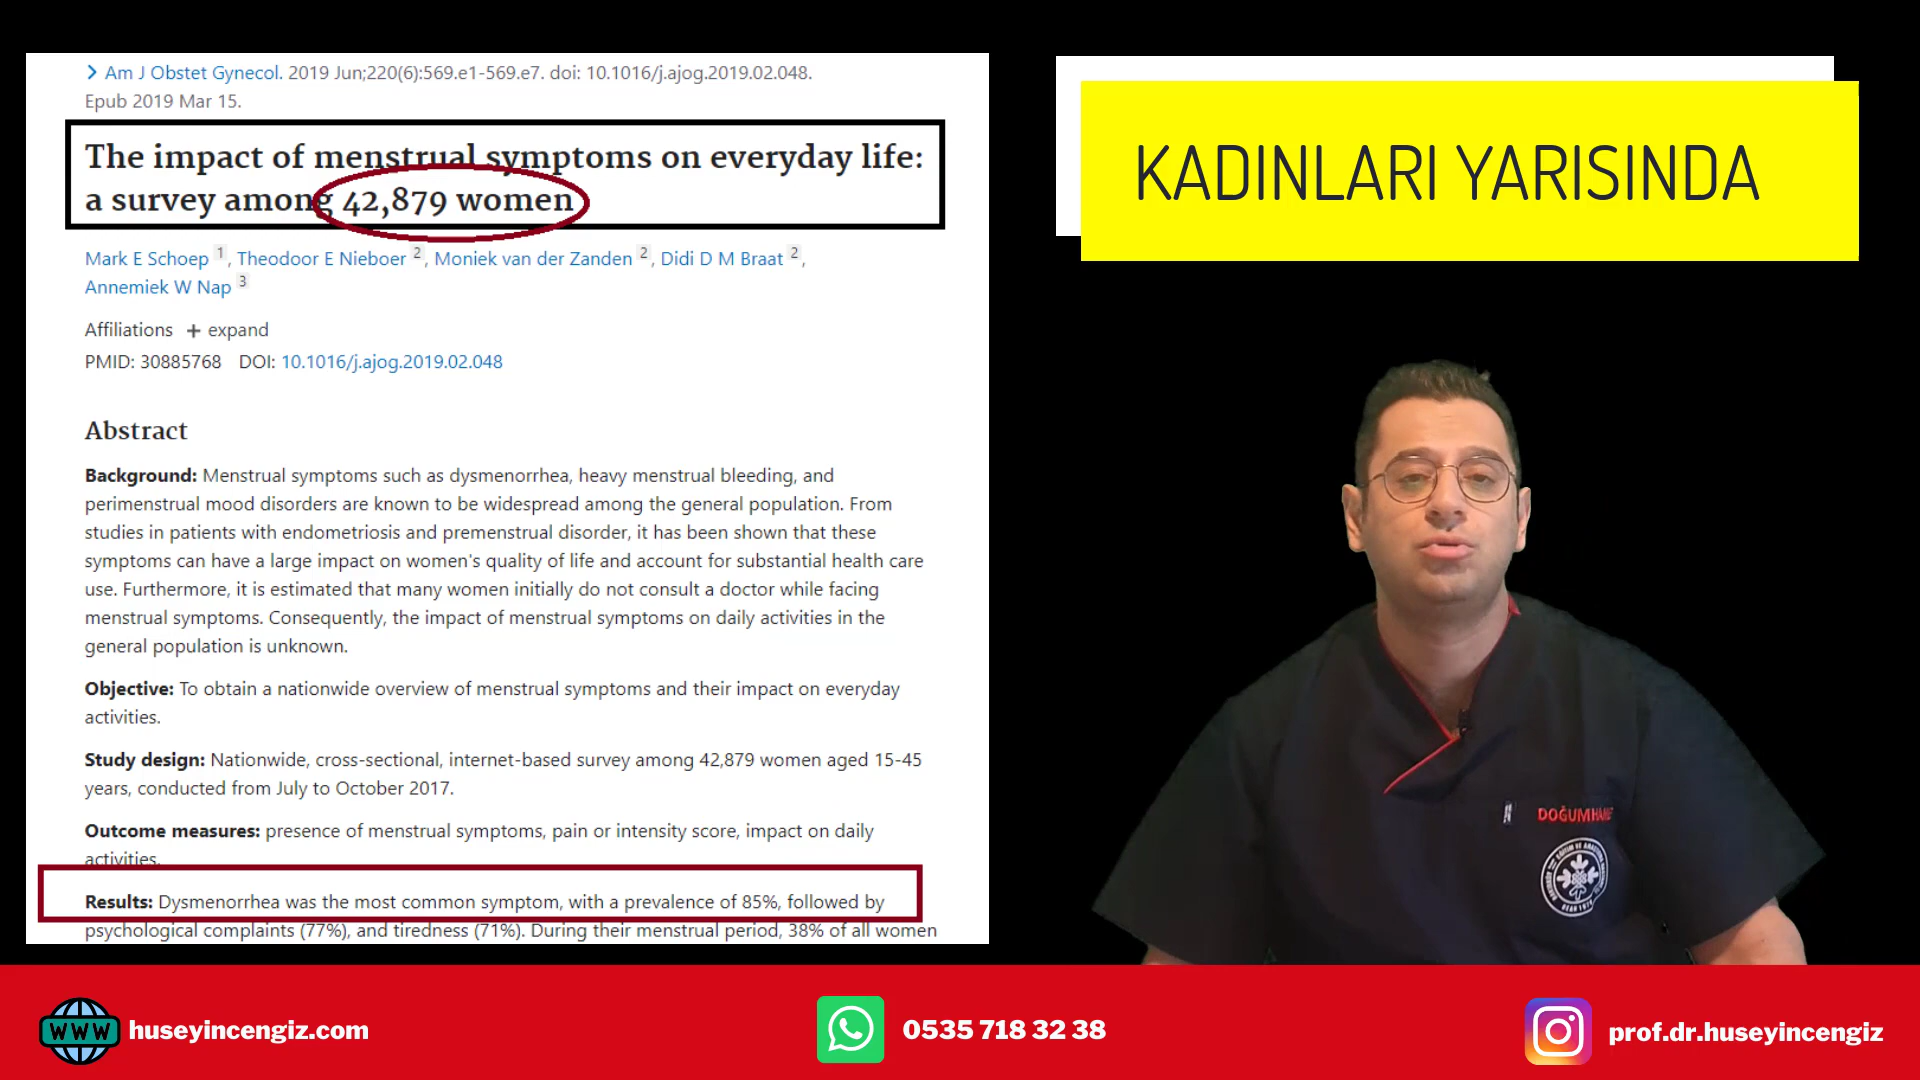 Am J Obstet Gynecol. 2019 Jun;220(6):569.e1-569.e7. doi: 10.1016/j.ajog.2019.02.048.
Epub 2019 Mar 15.
The impact of menstrual symptoms on everyday life:
a survey among 42,879 women
Mark E Schoep 1, Theodoor E Nieboer 2, Moniek van der Zanden 2, Didi D M Braat 2,
Annemiek W Nap 3
Affiliations + expand
PMID: 30885768 DOI: 10.1016/j.ajog.2019.02.048
Abstract
Background: Menstrual symptoms such as dysmenorrhea, heavy menstrual bleeding, and
perimenstrual mood disorders are known to be widespread among the general population. From
studies in patients with endometriosis and premenstrual disorder, it has been shown that these
symptoms can have a large impact on women's quality of life and account for substantial health care
use. Furthermore, it is estimated that many women initially do not consult a doctor while facing
menstrual symptoms. Consequently, the impact of menstrual symptoms on daily activities in the
general population is unknown.
Objective: To obtain a nationwide overview of menstrual symptoms and their impact on everyday
activities.
Study design: Nationwide, cross-sectional, internet-based survey among 42,879 women aged 15-45
years, conducted from July to October 2017.
Outcome measures: presence of menstrual symptoms, pain or intensity score, impact on daily
activities.
Results: Dysmenorrhea was the most common symptom, with a prevalence of 85%, followed by
psychological complaints (77%), and tiredness (71%). During their menstrual period, 38% of all women
KADINLARI YARISINDA
WWW huseyincengiz.com
0535 718 32 38
prof.dr.huseyincengiz